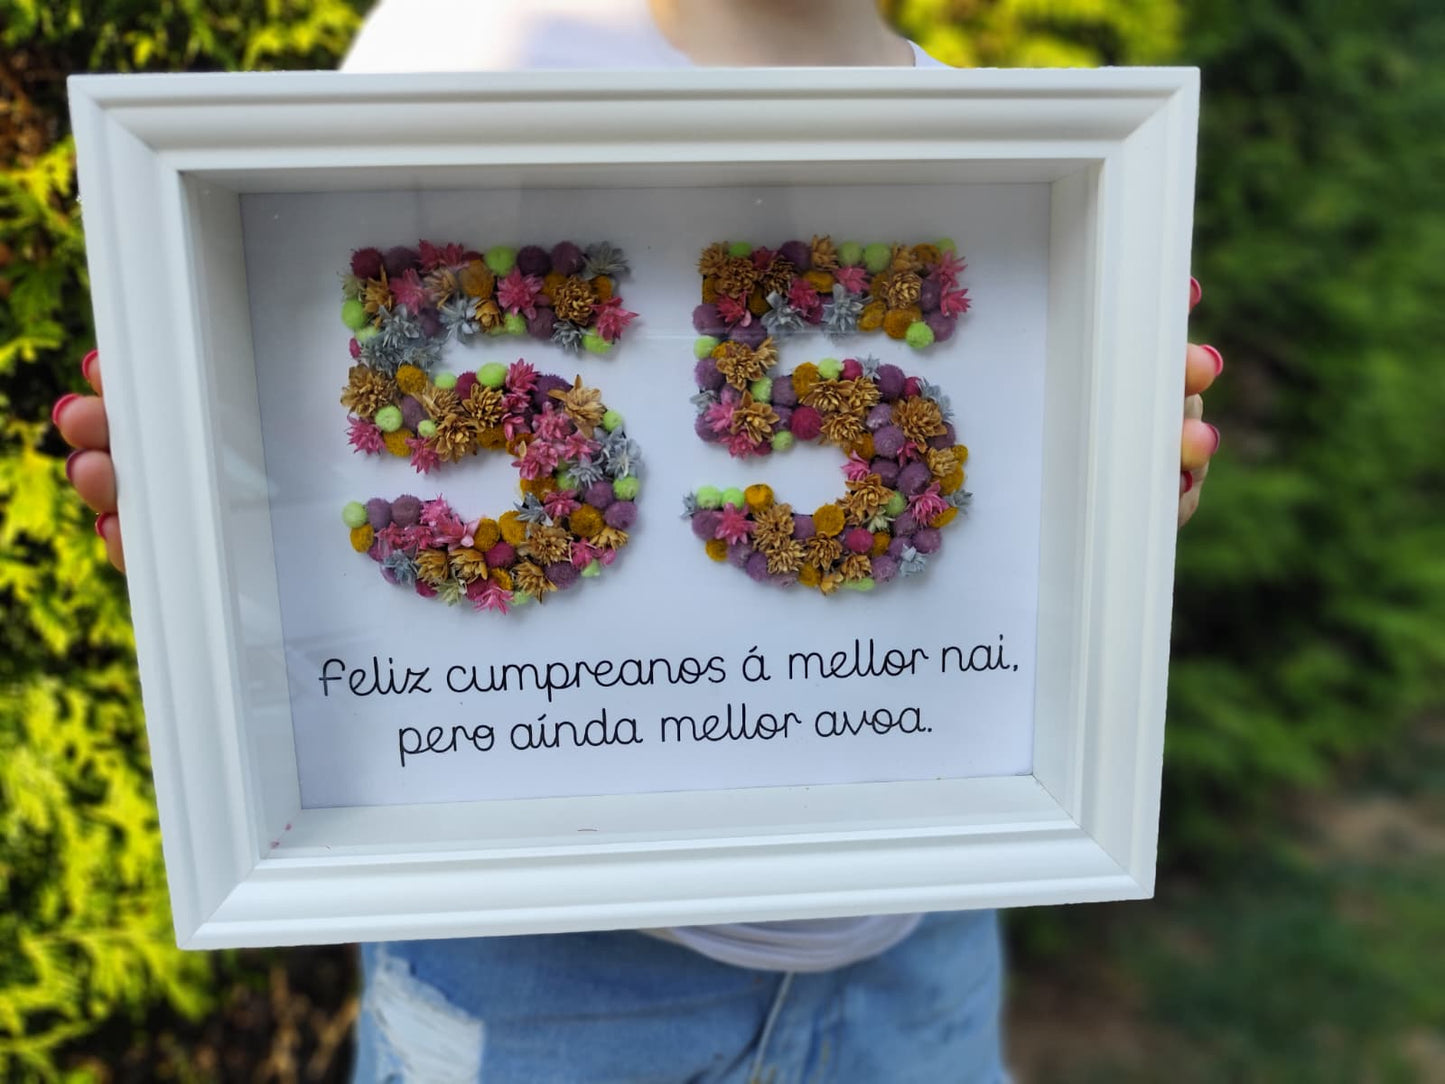 55
Feliz cumpreanos á mellor nai,
pero aínda mellor avoa.